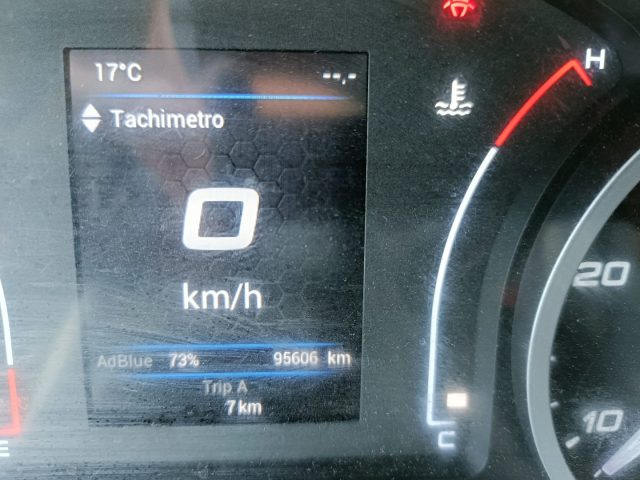 17°C --,-
Tachimetro
0
km/h
AdBlue 73% 95606 km
Trip A
7 km
H
C
20
10
E